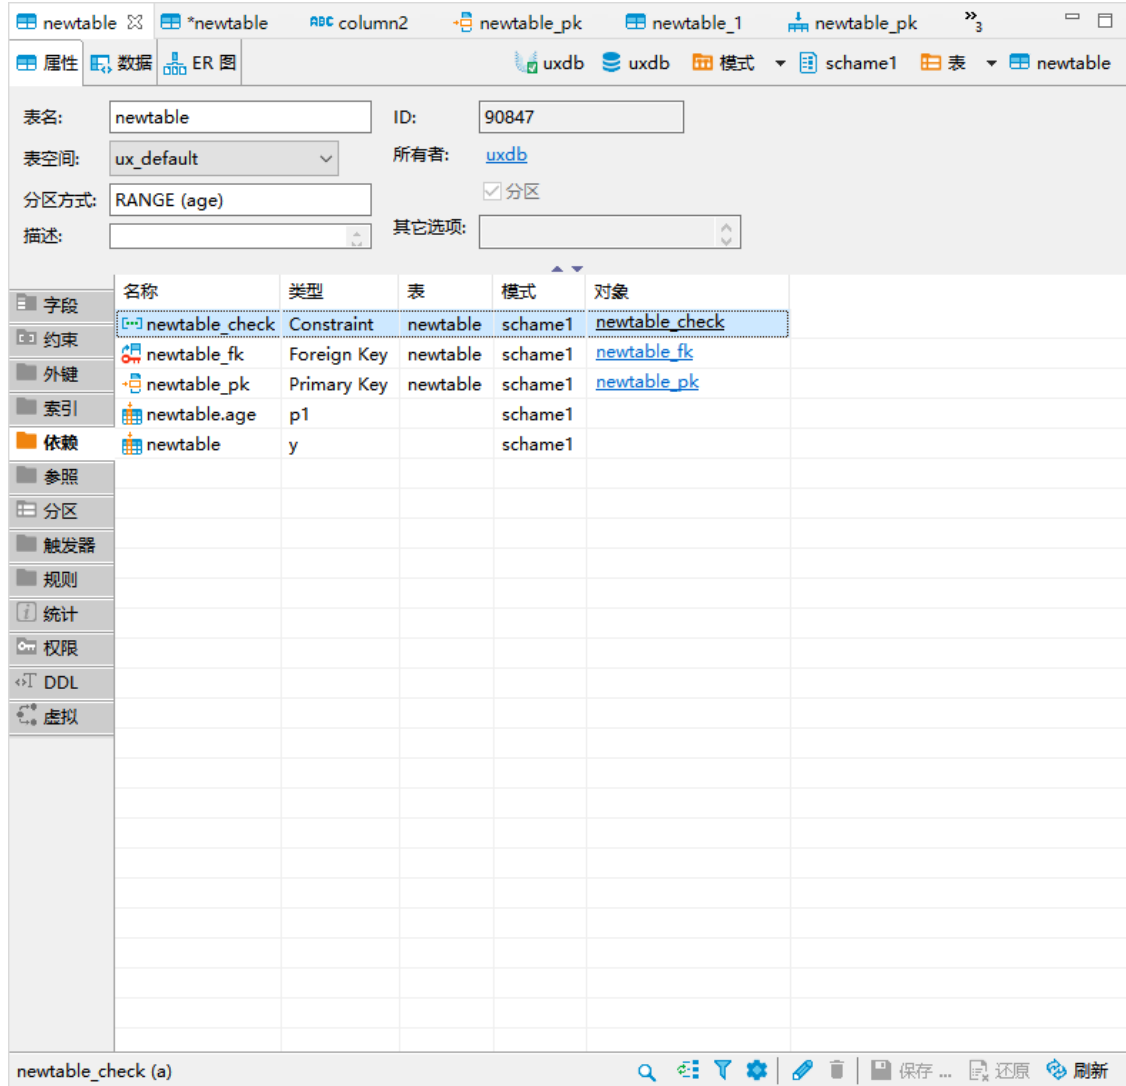 newtable *newtable ABC column2 newtable_pk newtable_1 newtable_pk »3
属性 数据 ER 图 uxdb uxdb 模式 schame1 表 newtable
表名: newtable ID: 90847
表空间: ux_default 所有者: uxdb
分区方式: RANGE (age) 分区
描述: 其它选项:
名称 类型 表 模式 对象
字段
newtable_check Constraint newtable schame1 newtable_check
约束
newtable_fk Foreign Key newtable schame1 newtable_fk
外键
newtable_pk Primary Key newtable schame1 newtable_pk
索引
newtable.age p1 schame1
依赖
newtable y schame1
参照
分区
触发器
规则
统计
权限
DDL
虚拟
newtable_check (a) 保存 ... 还原 刷新